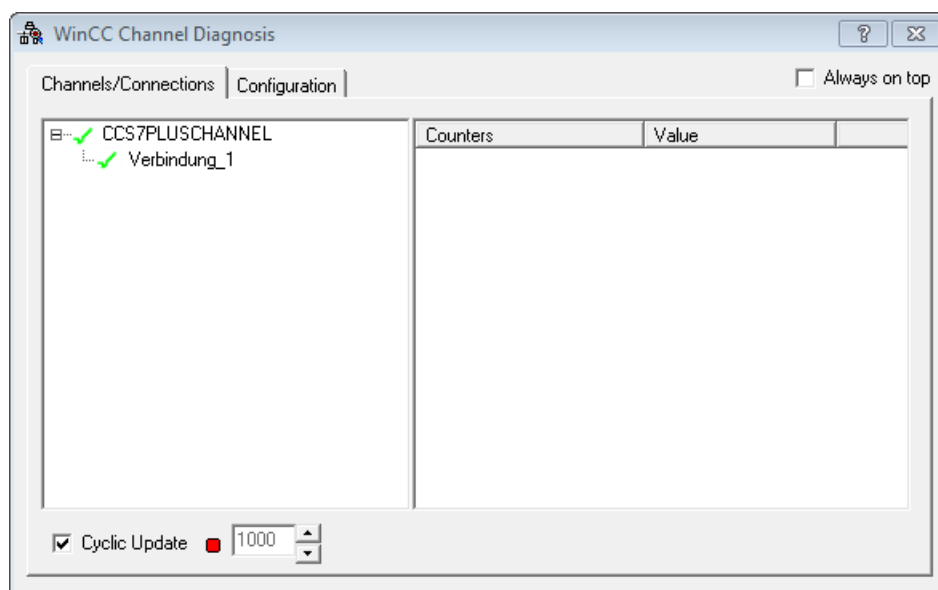 WinCC Channel Diagnosis
Channels/Connections
Configuration
Always on top
CCS7PLUSCHANNEL
Verbindung_1
Counters
Value
Cyclic Update
1000